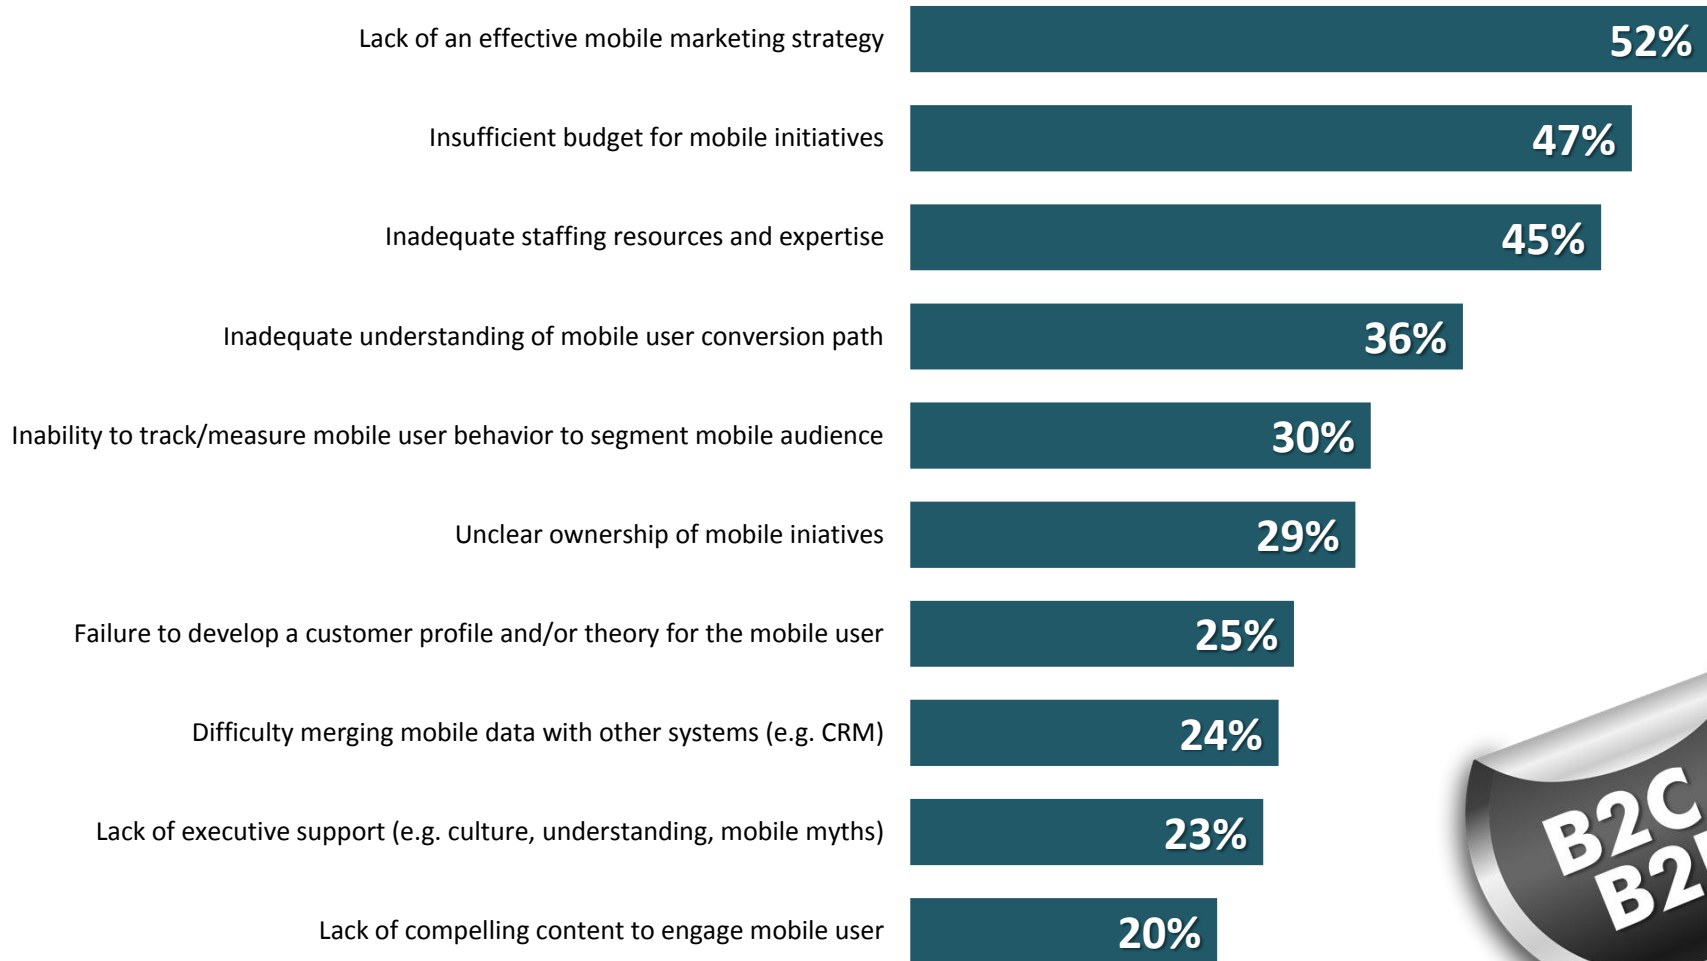 Lack of an effective mobile marketing strategy 52%
Insufficient budget for mobile initiatives 47%
Inadequate staffing resources and expertise 45%
Inadequate understanding of mobile user conversion path 36%
Inability to track/measure mobile user behavior to segment mobile audience 30%
Unclear ownership of mobile iniatives 29%
Failure to develop a customer profile and/or theory for the mobile user 25%
Difficulty merging mobile data with other systems (e.g. CRM) 24%
Lack of executive support (e.g. culture, understanding, mobile myths) 23%
Lack of compelling content to engage mobile user 20%
B2C